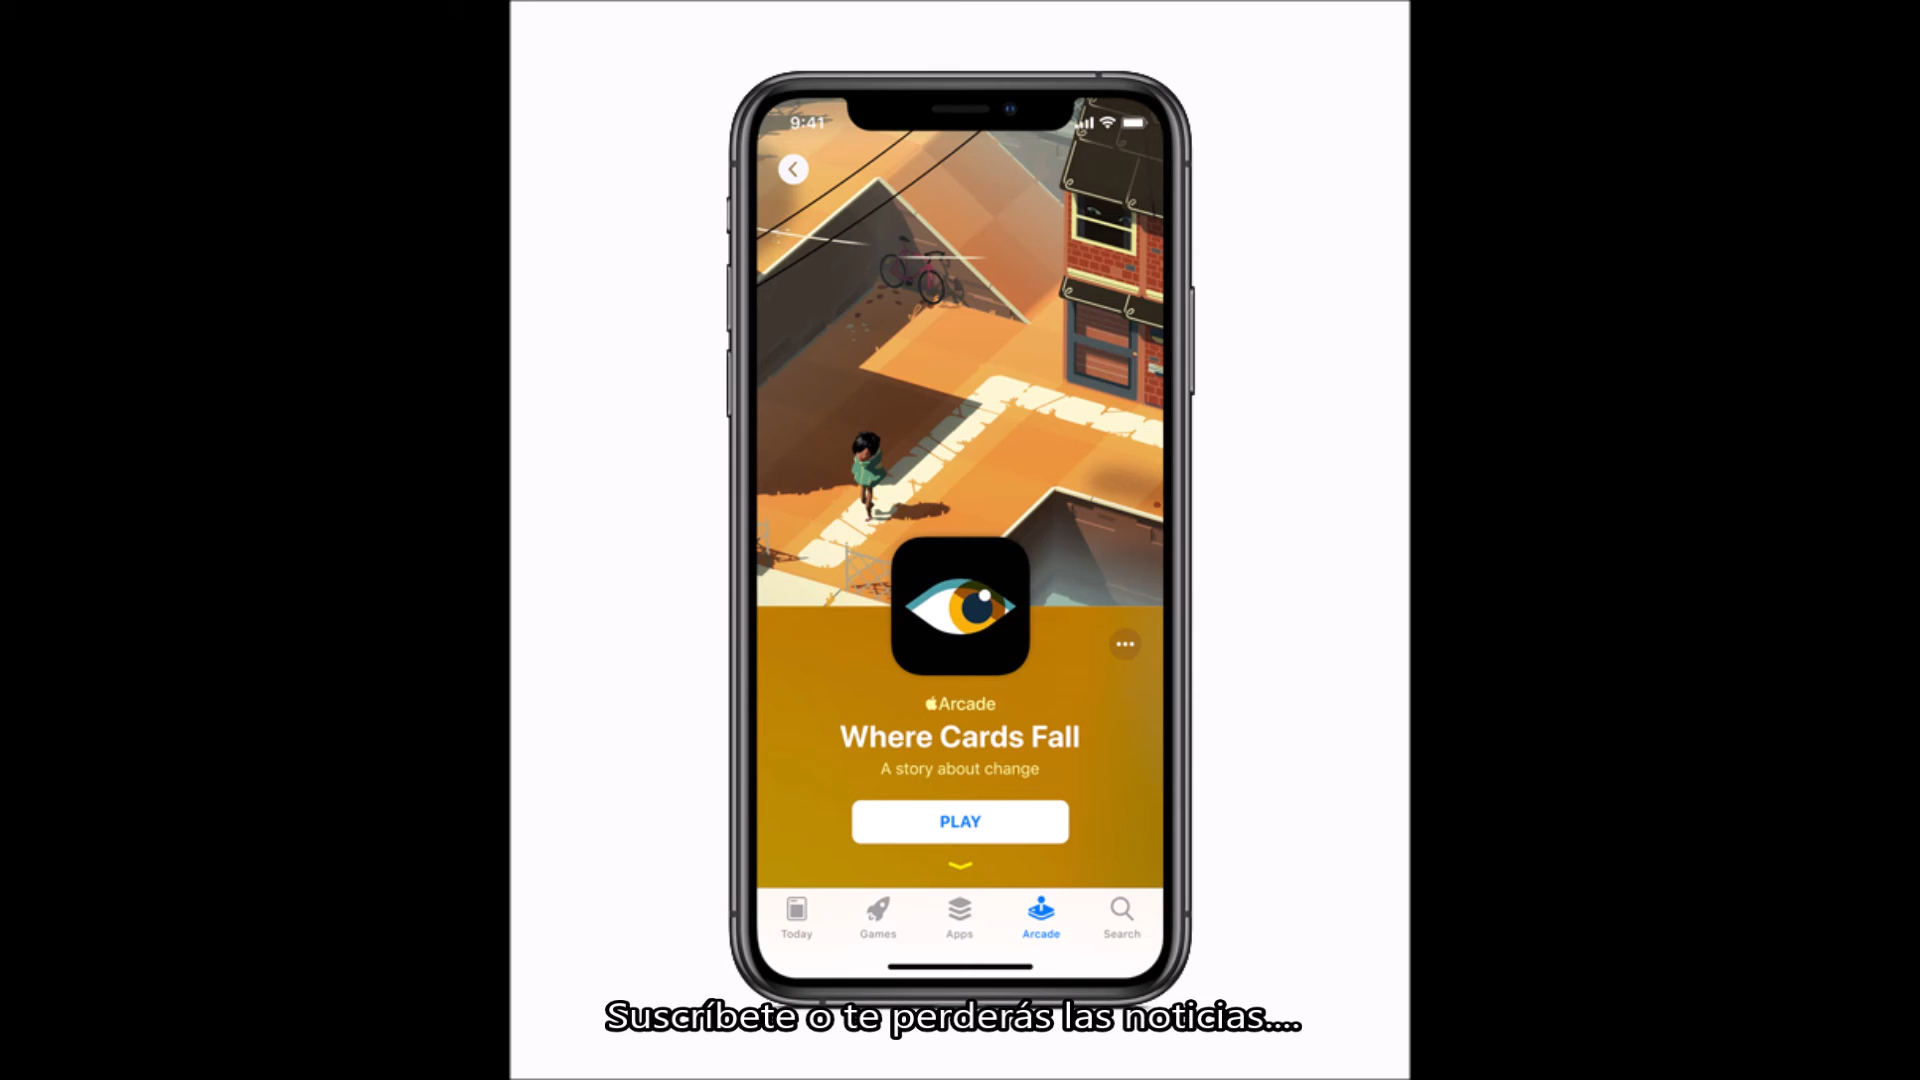 9:41
Arcade
Where Cards Fall
A story about change
PLAY
Today
Games
Apps
Arcade
Search
Suscríbete o te perderás las noticias....